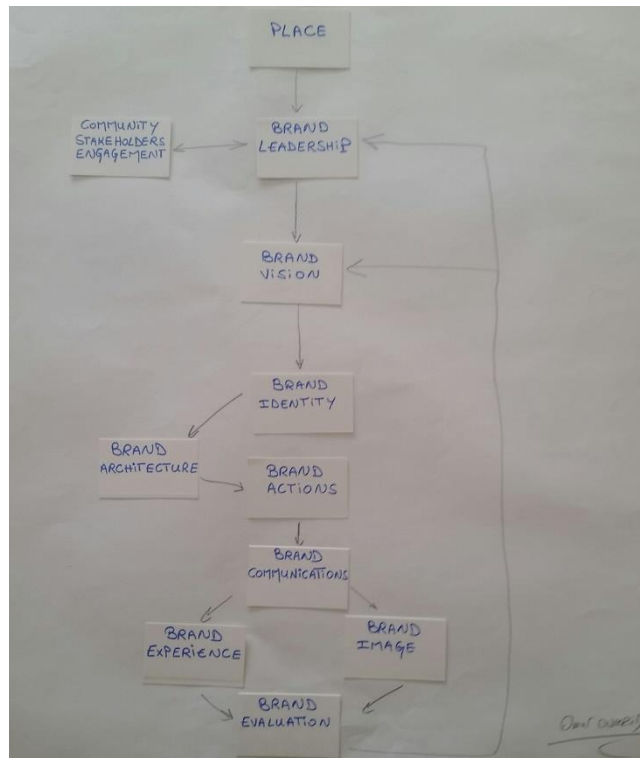 PLACE
COMMUNITY
STAKEHOLDERS
ENGAGEMENT
BRAND
LEADERSHIP
BRAND
VISION
BRAND
IDENTITY
BRAND
ARCHITECTURE
BRAND
ACTIONS
BRAND
COMMUNICATIONS
BRAND
EXPERIENCE
BRAND
IMAGE
BRAND
EVALUATION